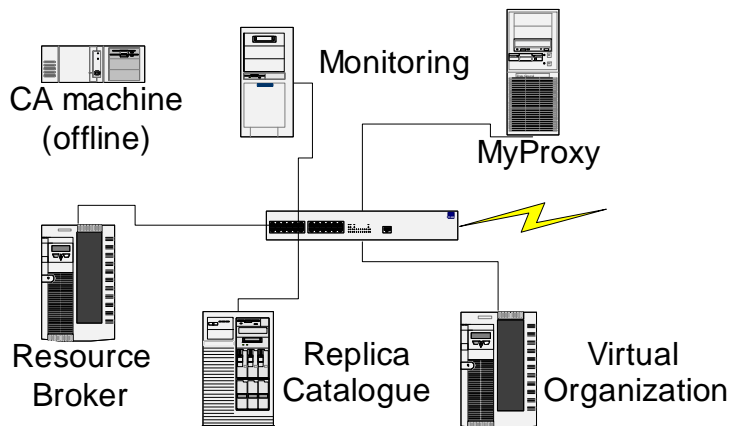 Monitoring
CA machine
(offline)
MyProxy
Resource
Broker
Replica
Catalogue
Virtual
Organization